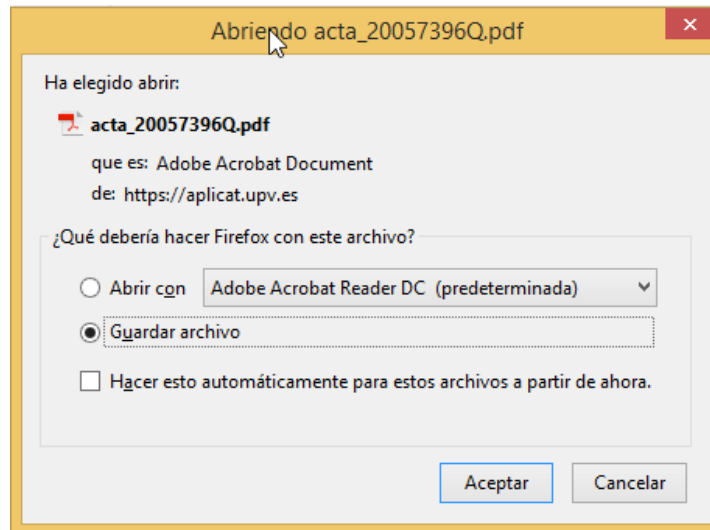 Abriendo acta_20057396Q.pdf
Ha elegido abrir:
acta_20057396Q.pdf
que es: Adobe Acrobat Document
de: https://aplicat.upv.es
¿Qué debería hacer Firefox con este archivo?
Abrir con Adobe Acrobat Reader DC (predeterminada)
Guardar archivo
Hacer esto automáticamente para estos archivos a partir de ahora.
Aceptar Cancelar